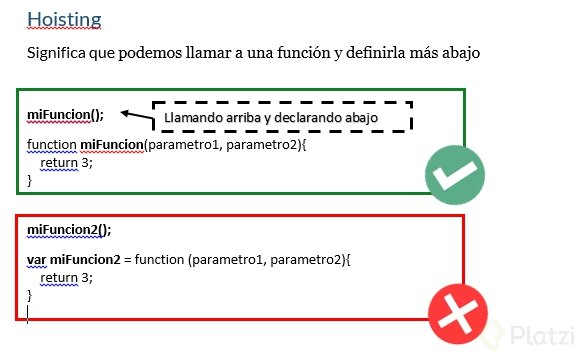 Hoisting
Significa que podemos llamar a una función y definirla más abajo
miFuncion();
Llamando arriba y declarando abajo
function miFuncion(parametro1, parametro2){
return 3;
}
miFuncion2();
var miFuncion2 = function (parametro1, parametro2){
return 3;
}
Platzi